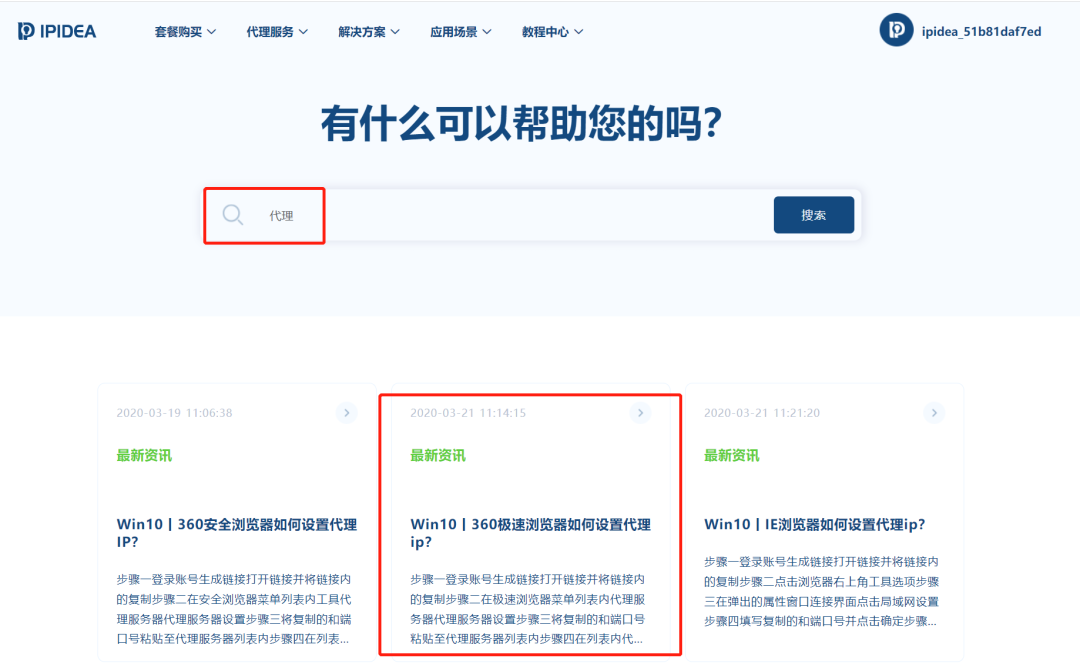 IPIDEA 套餐购买 代理服务 解决方案 应用场景 教程中心 ipidea_51b81daf7ed
有什么可以帮助您的吗?
代理 搜索
2020-03-19 11:06:38
最新资讯
Win10丨360安全浏览器如何设置代理
IP?
步骤一登录账号生成链接打开链接并将链接内
的复制步骤二在安全浏览器菜单列表内工具代
理服务器代理服务器设置步骤三将复制的和端
口号粘贴至代理服务器列表内步骤四在列表...
2020-03-21 11:14:15
最新资讯
Win10丨360极速浏览器如何设置代理
ip?
步骤一登录账号生成链接打开链接并将链接内
的复制步骤二在极速浏览器菜单列表内代理服
务器代理服务器设置步骤三将复制的和端口号
粘贴至代理服务器列表内步骤四在列表内代...
2020-03-21 11:21:20
最新资讯
Win10丨IE浏览器如何设置代理ip?
步骤一登录账号生成链接打开链接并将链接内
的复制步骤二点击浏览器右上角工具选项步骤
三在弹出的属性窗口连接界面点击局域网设置
步骤四填写复制的和端口号并点击确定步骤...